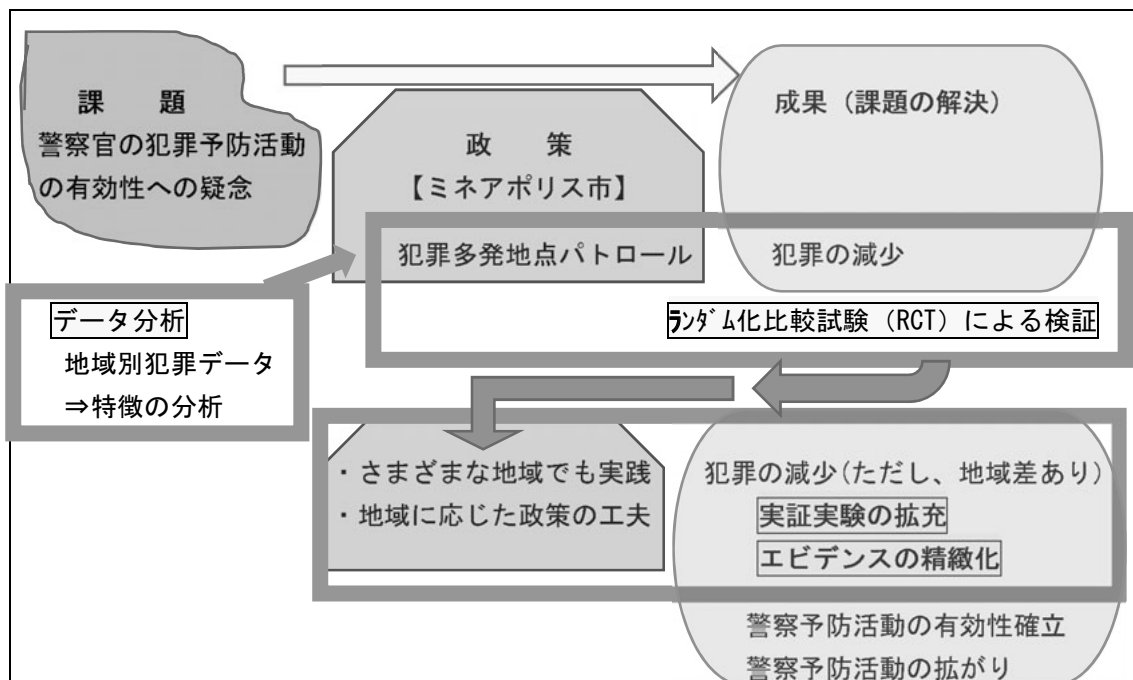 課　　題
警察官の犯罪予防活動
の有効性への疑念
政　　策
【ミネアポリス市】
犯罪多発地点パトロール
成果（課題の解決）
犯罪の減少
ﾗﾝﾀﾞﾑ化比較試験（RCT）による検証
データ分析
地域別犯罪データ
⇒特徴の分析
・さまざまな地域でも実践
・地域に応じた政策の工夫
犯罪の減少(ただし、地域差あり)
実証実験の拡充
エビデンスの精緻化
警察予防活動の有効性確立
警察予防活動の拡がり